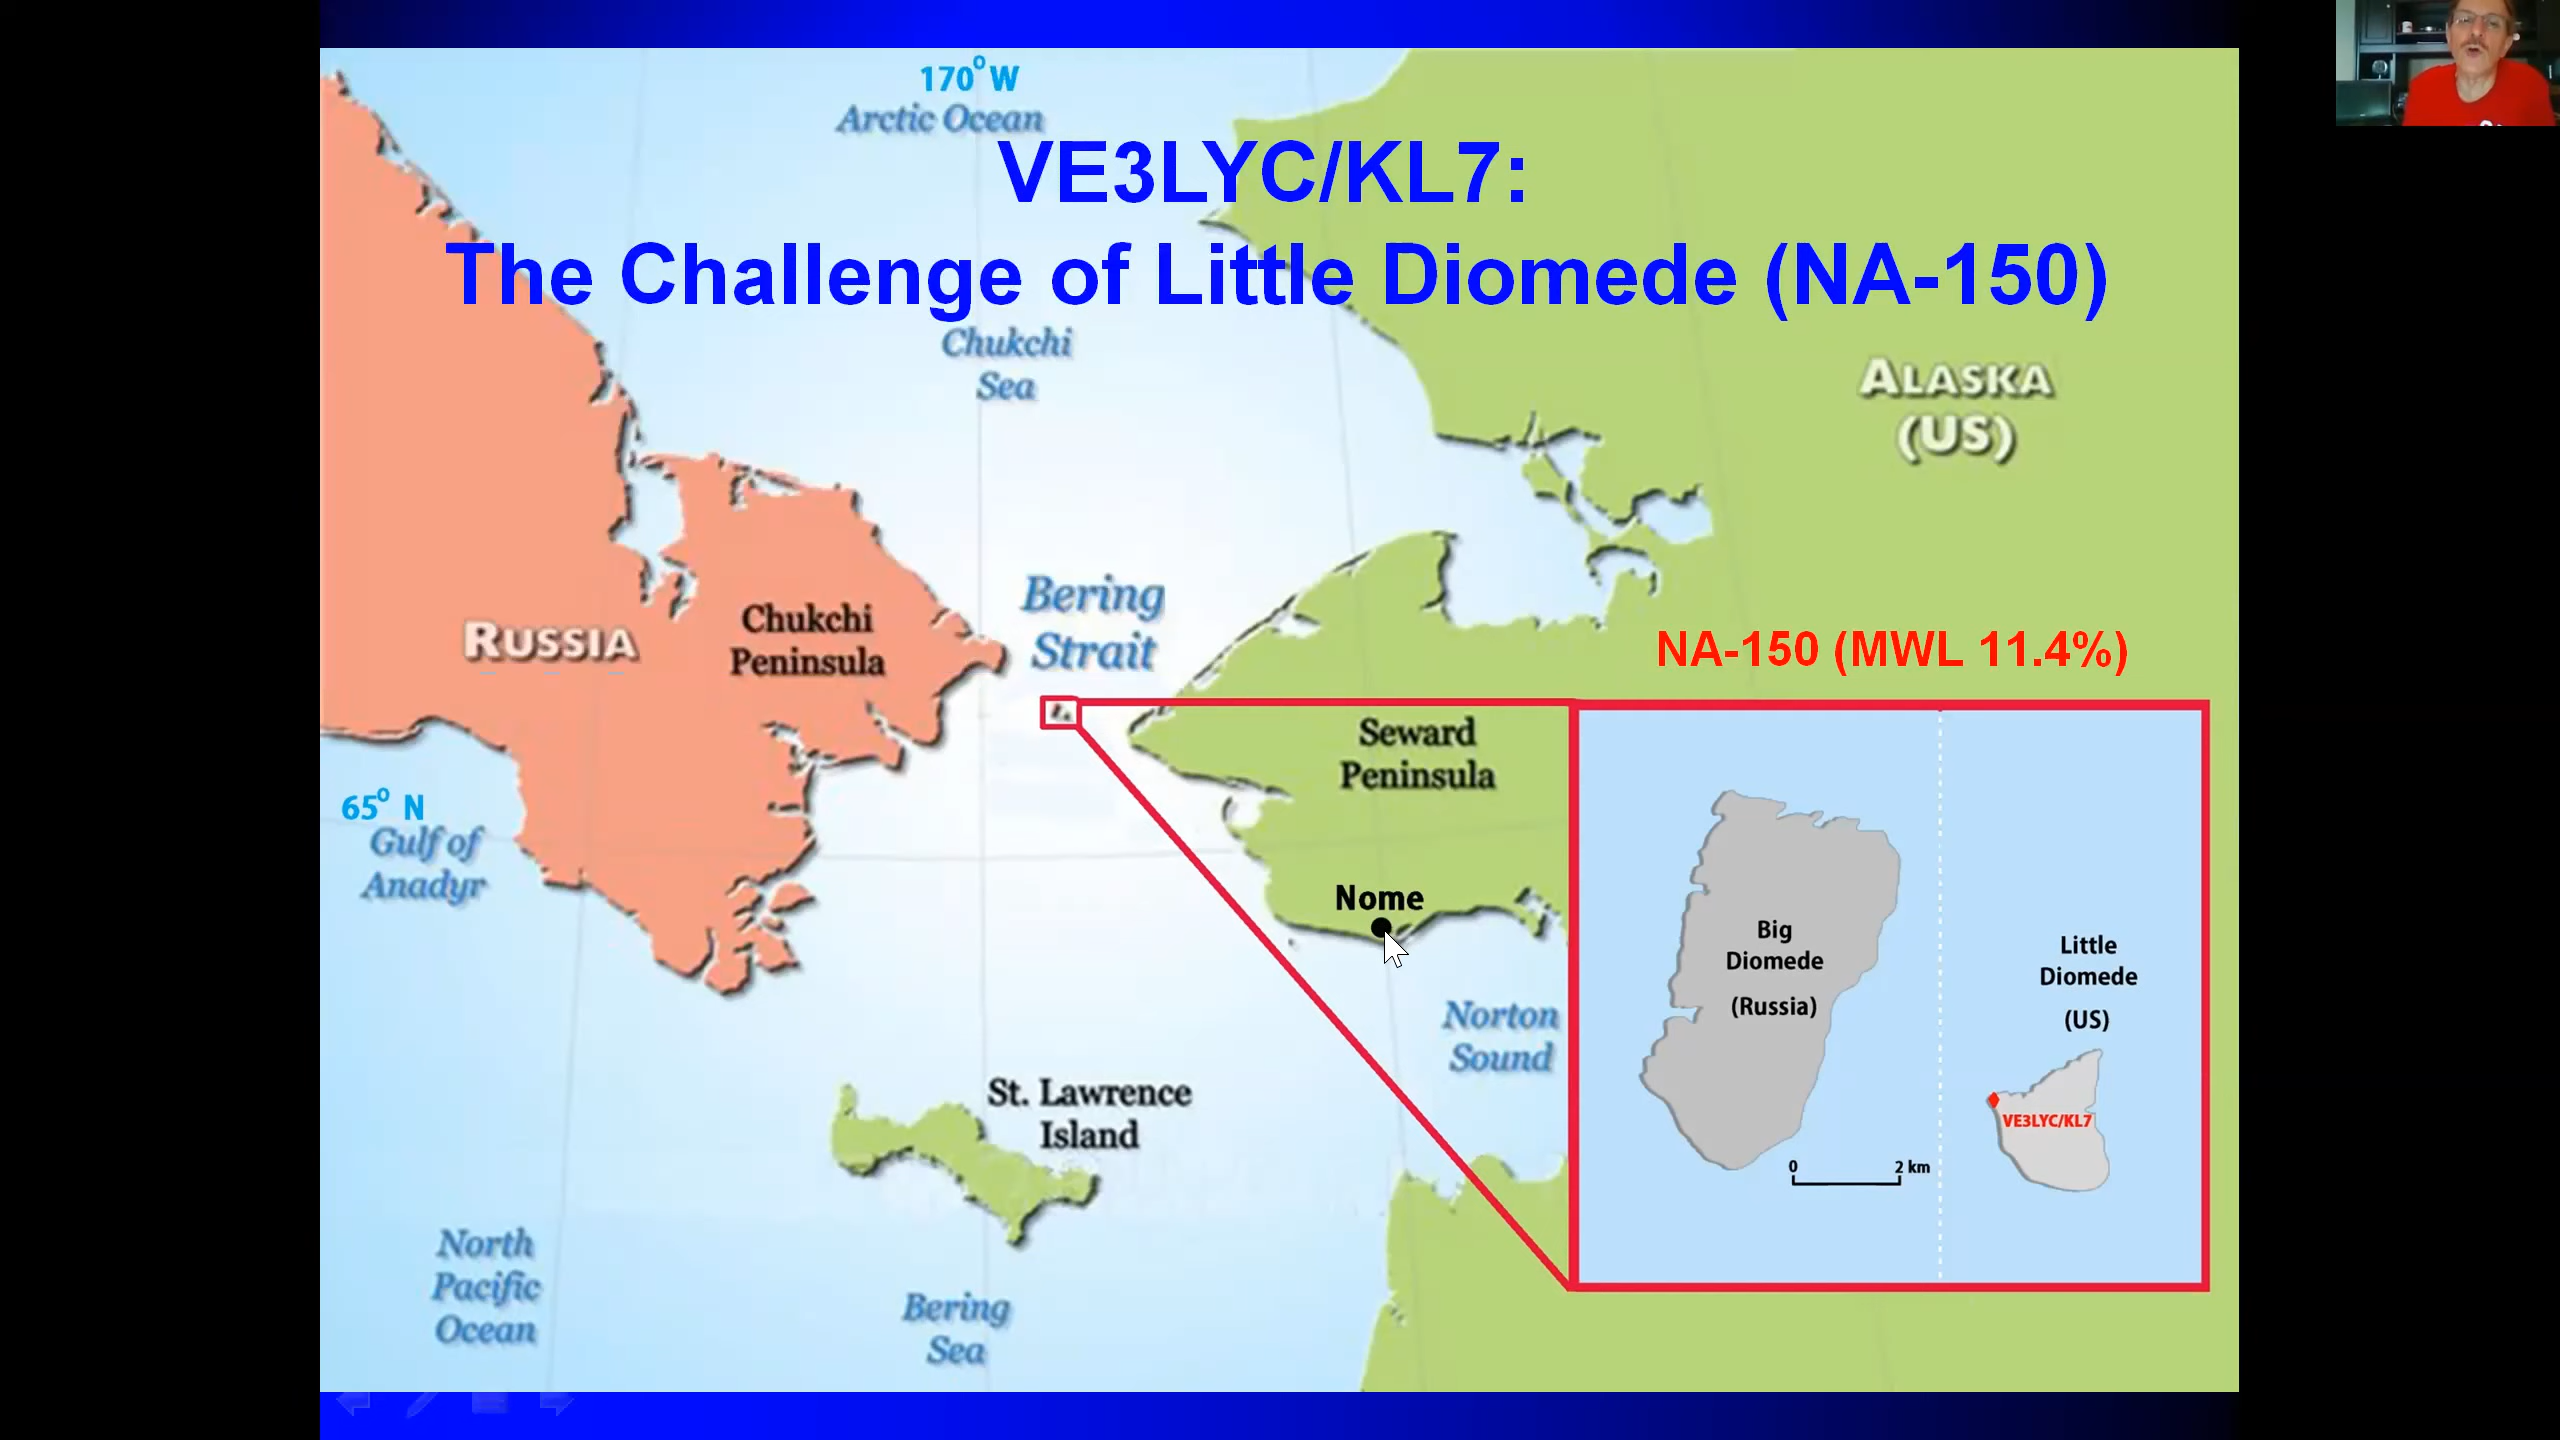 170° W
Arctic Ocean
VE3LYC/KL7:
The Challenge of Little Diomede (NA-150)
Chukchi
Sea
ALASKA
(US)
Bering
Strait
RUSSIA
Chukchi
Peninsula
NA-150 (MWL 11.4%)
Seward
Peninsula
65° N
Gulf of
Anadyr
Nome
Norton
Sound
Big
Diomede
(Russia)
Little
Diomede
(US)
VE3LYC/KL7
0 2 km
St. Lawrence
Island
North
Pacific
Ocean
Bering
Sea